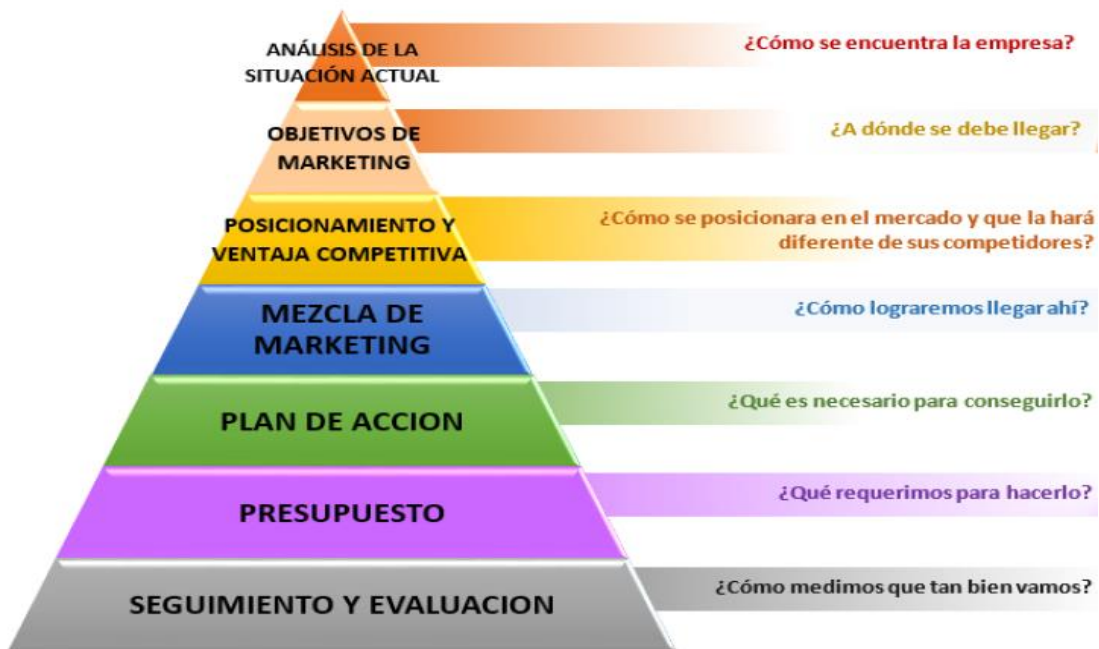 ANÁLISIS DE LA
SITUACIÓN ACTUAL
¿Cómo se encuentra la empresa?
OBJETIVOS DE
MARKETING
¿A dónde se debe llegar?
POSICIONAMIENTO Y
VENTAJA COMPETITIVA
¿Cómo se posicionara en el mercado y que la hará
diferente de sus competidores?
MEZCLA DE
MARKETING
¿Cómo lograremos llegar ahí?
PLAN DE ACCION
¿Qué es necesario para conseguirlo?
PRESUPUESTO
¿Qué requerimos para hacerlo?
SEGUIMIENTO Y EVALUACION
¿Cómo medimos que tan bien vamos?